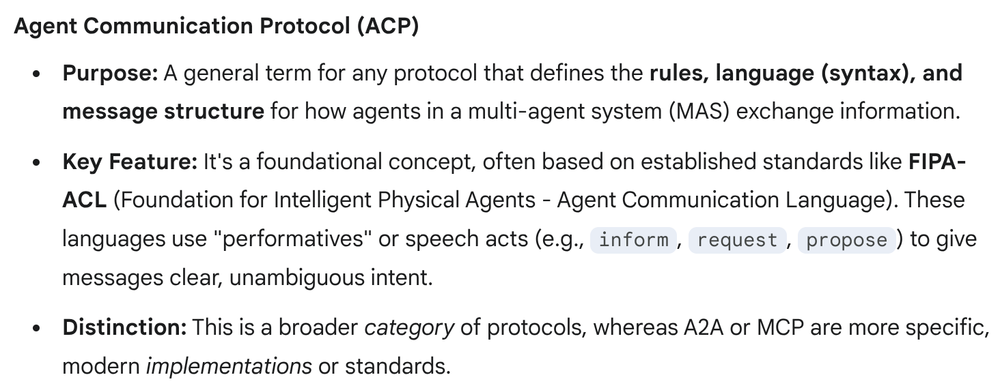 Agent Communication Protocol (ACP)
• Purpose: A general term for any protocol that defines the rules, language (syntax), and
message structure for how agents in a multi-agent system (MAS) exchange information.
• Key Feature: It's a foundational concept, often based on established standards like FIPA-
ACL (Foundation for Intelligent Physical Agents - Agent Communication Language). These
languages use "performatives" or speech acts (e.g., inform, request, propose) to give
messages clear, unambiguous intent.
• Distinction: This is a broader category of protocols, whereas A2A or MCP are more specific,
modern implementations or standards.